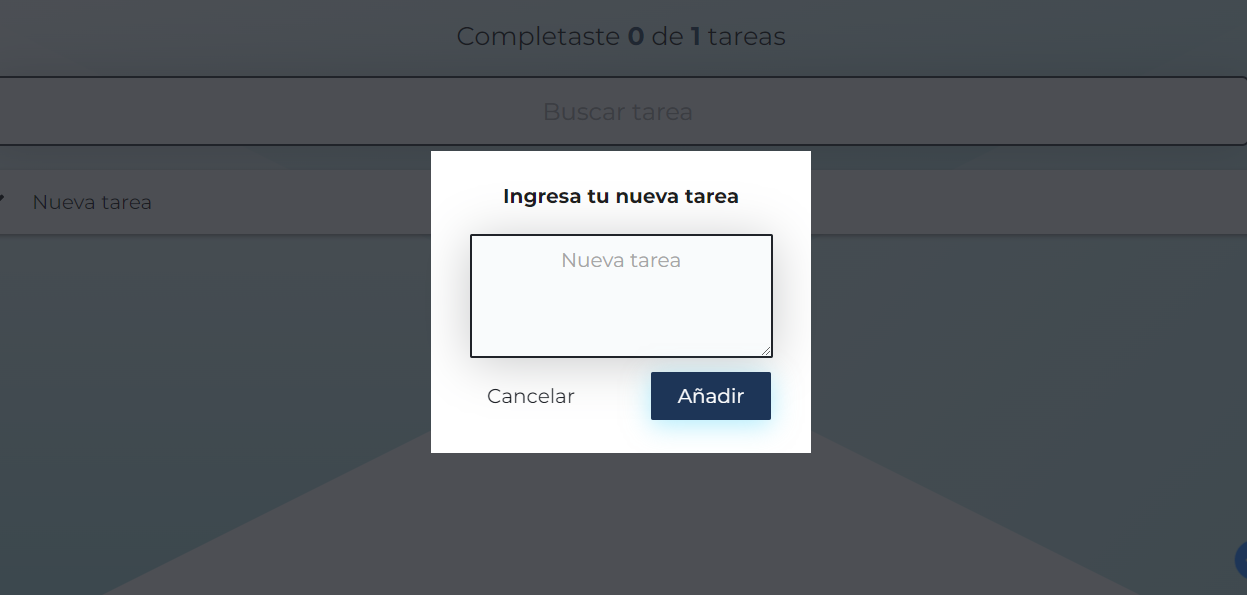 Completaste 0 de 1 tareas
Buscar tarea
Nueva tarea
Ingresa tu nueva tarea
Nueva tarea
Cancelar
Añadir